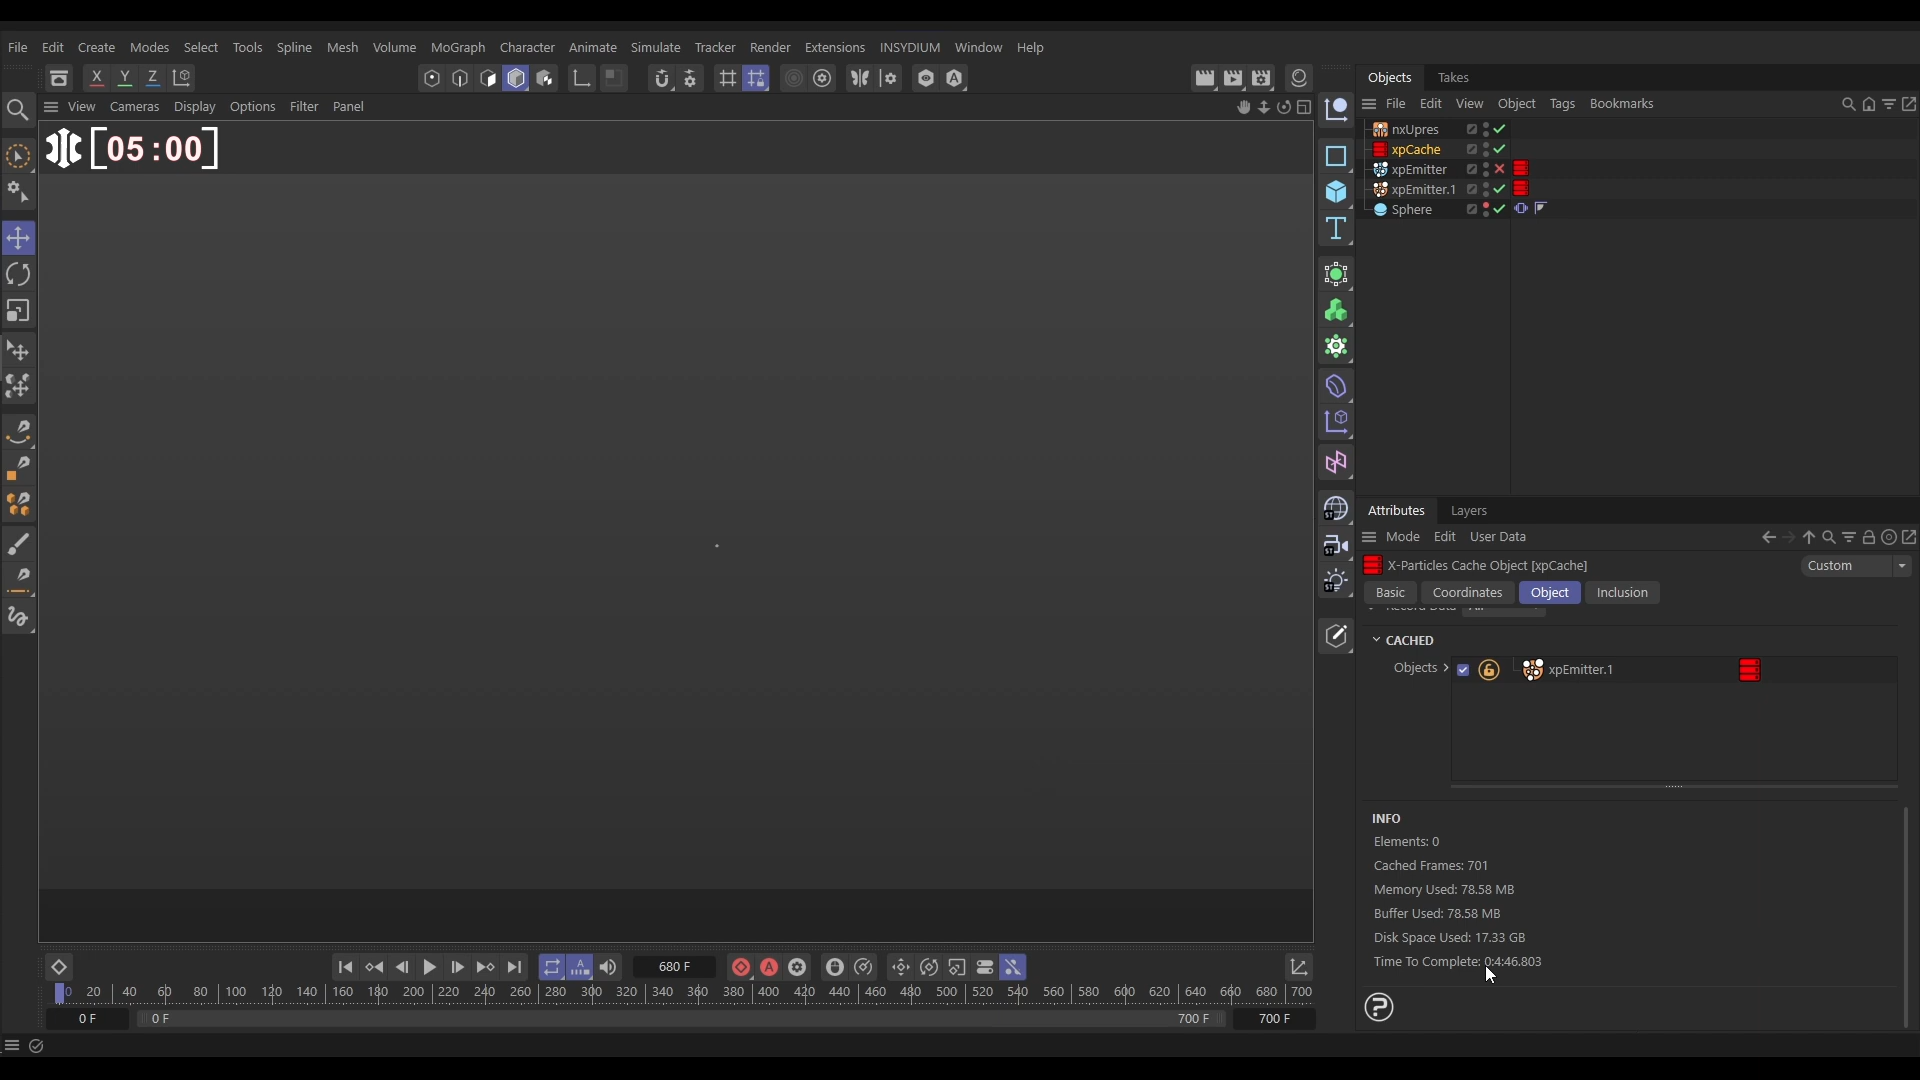 File Edit Create Modes Select Tools Spline Mesh Volume MoGraph Character Animate Simulate Tracker Render Extensions INSYDIUM Window Help
X Y Z
View Cameras Display Options Filter Panel
[05:00]
Objects Takes
File Edit View Object Tags Bookmarks
nxUpres
xpCache
xpEmitter
xpEmitter.1
Sphere
Attributes Layers
Mode Edit User Data
X-Particles Cache Object [xpCache] Custom
Basic Coordinates Object Inclusion
CACHED
Objects xpEmitter.1
INFO
Elements: 0
Cached Frames: 701
Memory Used: 78.58 MB
Buffer Used: 78.58 MB
Disk Space Used: 17.33 GB
Time To Complete: 0:4:46.803
680 F
0 20 40 60 80 100 120 140 160 180 200 220 240 260 280 300 320 340 360 380 400 420 440 460 480 500 520 540 560 580 600 620 640 660 680 700
0 F 0 F 700 F 700 F